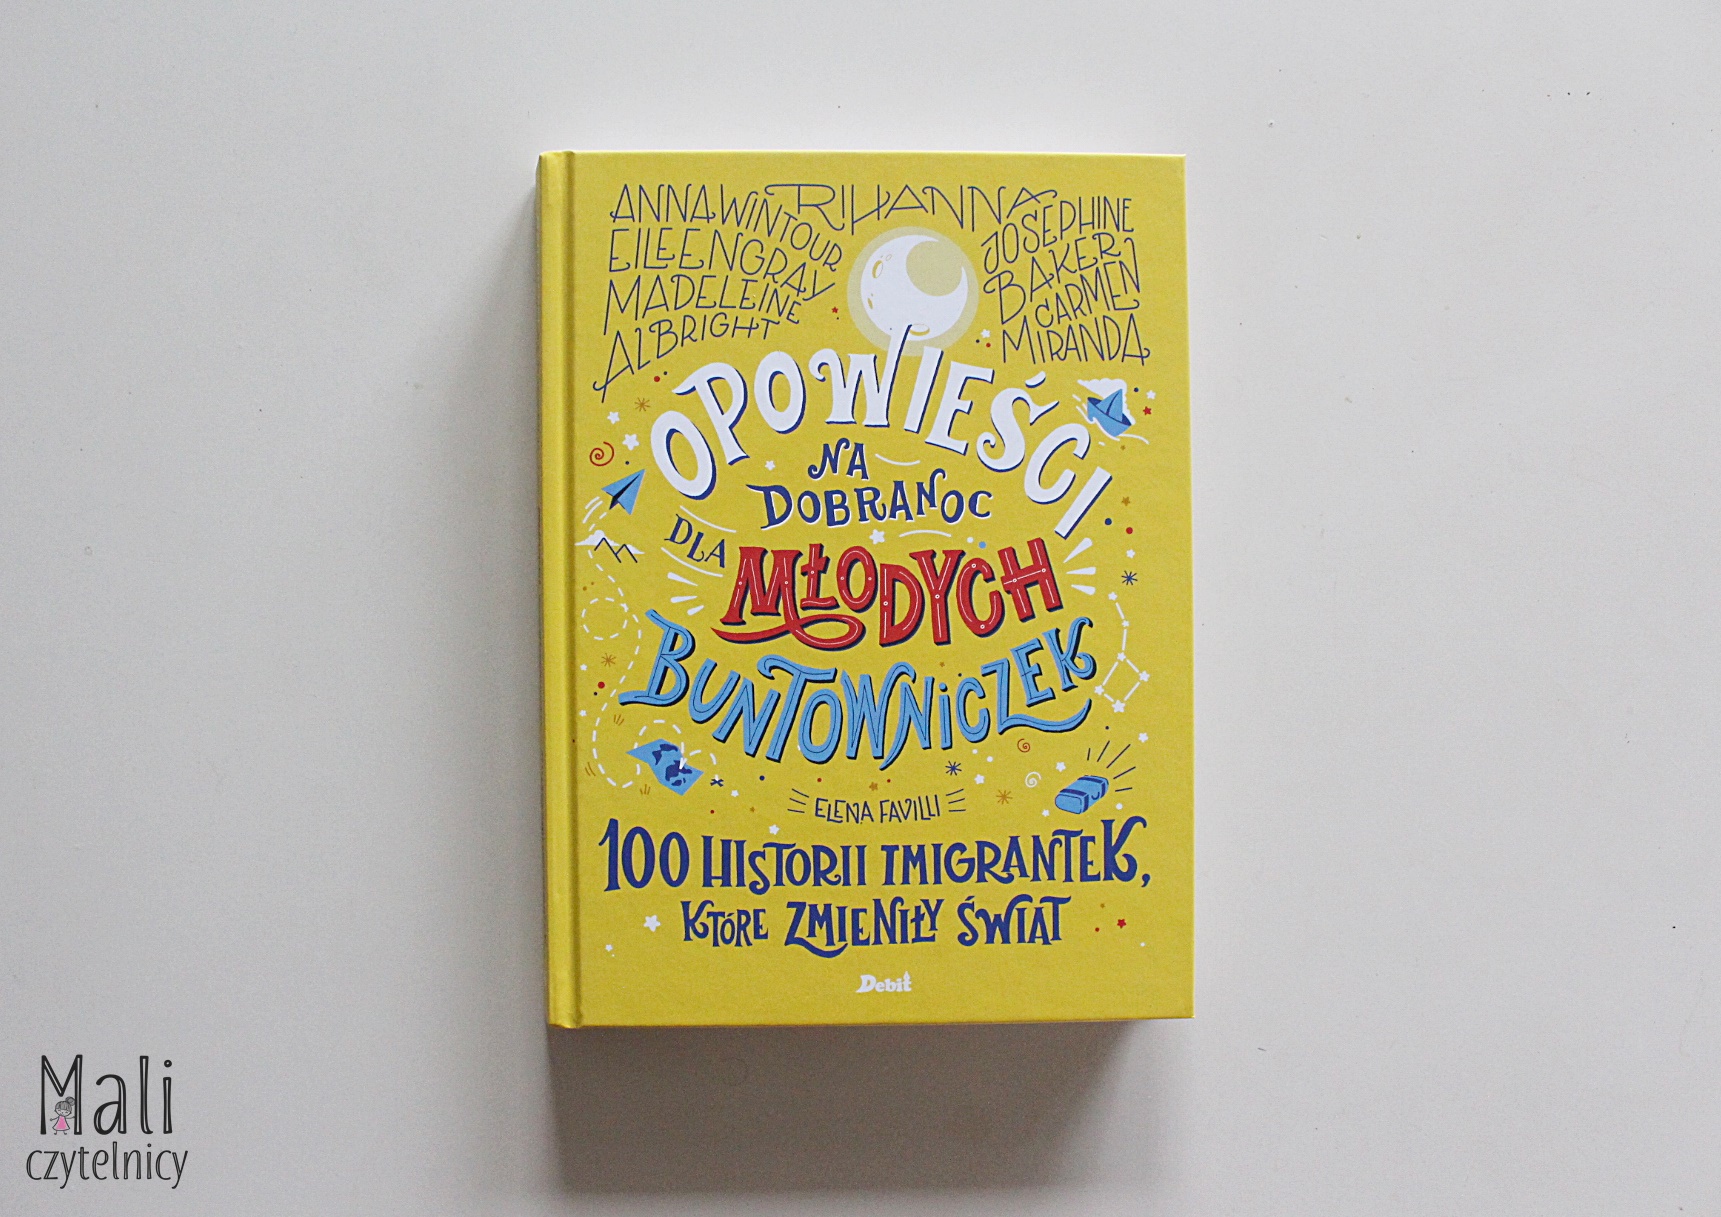 ANNA WINTOUR
RIHANNA
JOSEPHINE BAKER
EILEEN GRAY
MADELEINE ALBRIGHT
CARMEN MIRANDA
OPOWIEŚCI
NA
DOBRANOC
DLA
MŁODYCH
BUNTOWNICZEK
ELENA FAVILLI
100 HISTORII IMIGRANTEK,
KTÓRE ZMIENIŁY ŚWIAT
Debit
Mali
czytelnicy